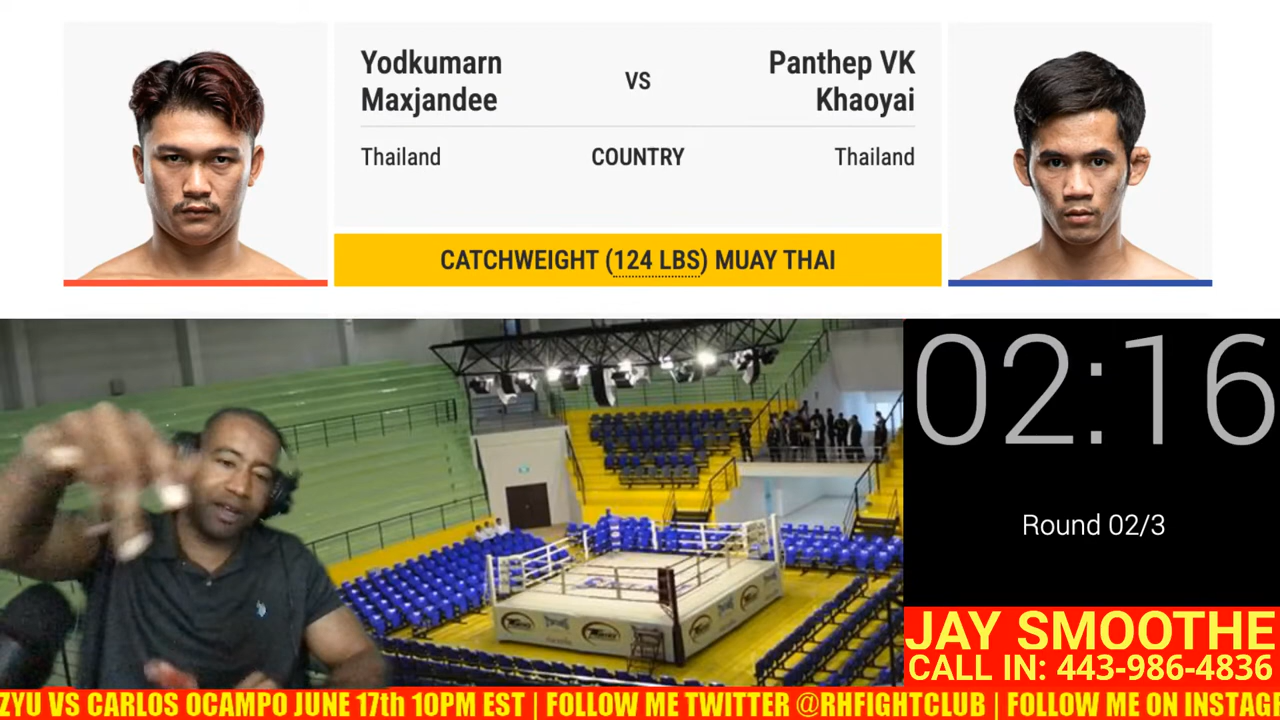 Yodkumarn
Maxjandee
VS
Panthep VK
Khaoyai
Thailand
COUNTRY
Thailand
CATCHWEIGHT (124 LBS) MUAY THAI
02:16
Round 02/3
JAY SMOOTHE
CALL IN: 443-986-4836
ZYU VS CARLOS OCAMPO JUNE 17th 10PM EST | FOLLOW ME TWITTER @RHFIGHTCLUB | FOLLOW ME ON INSTAG